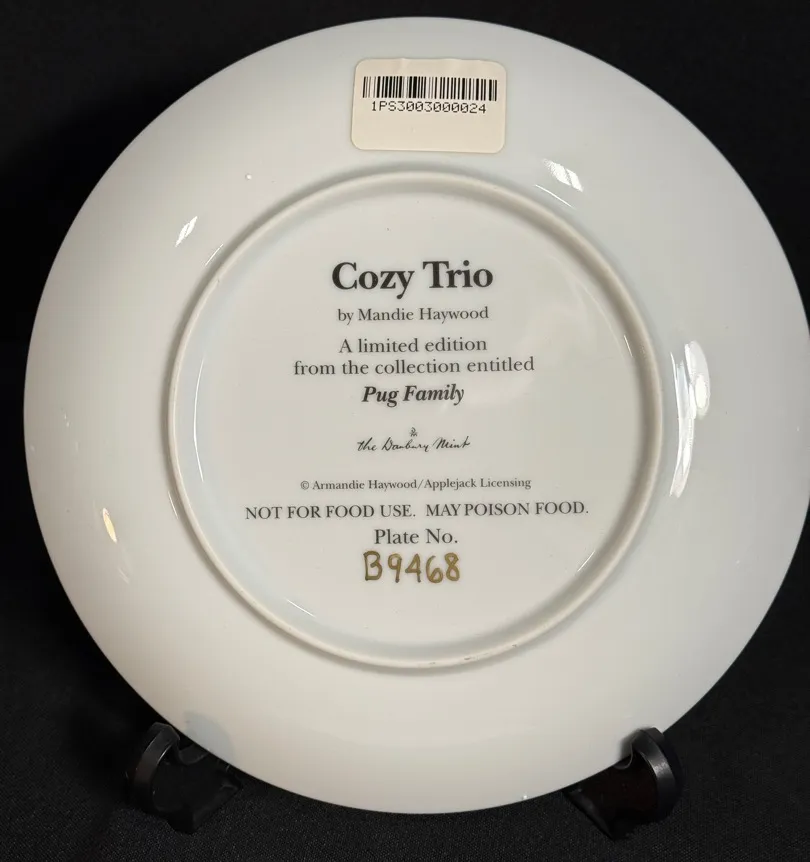 1PS3003000024
Cozy Trio
by Mandie Haywood
A limited edition
from the collection entitled
Pug Family
The Danbury Mint
© Armandie Haywood/Applejack Licensing
NOT FOR FOOD USE. MAY POISON FOOD.
Plate No.
B9468